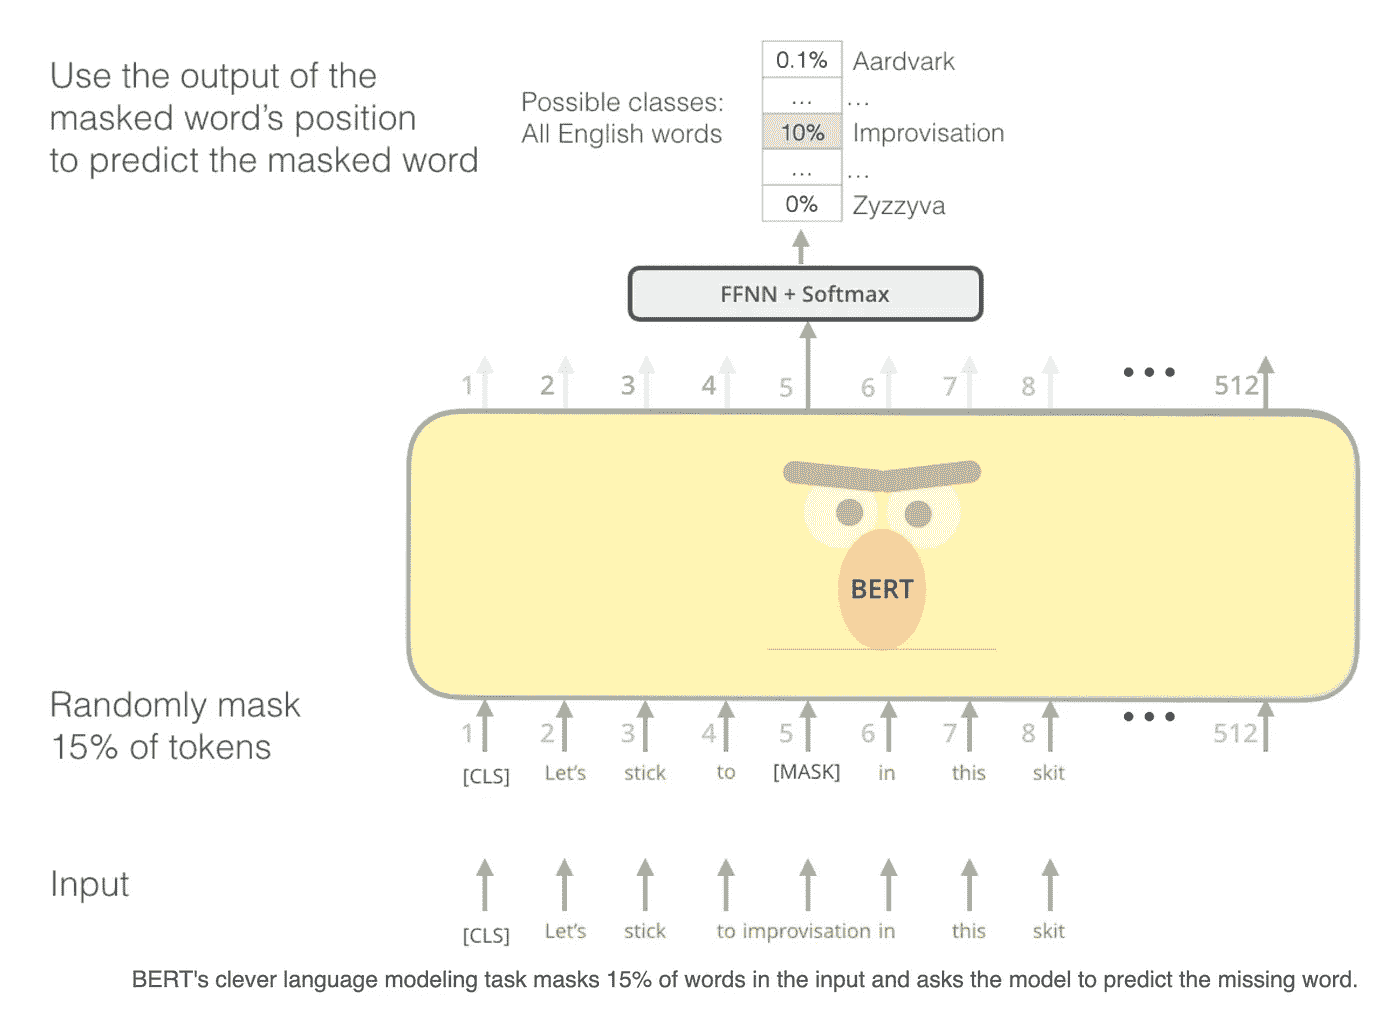 Use the output of the
masked word's position
to predict the masked word
Possible classes:
All English words
0.1% Aardvark
... ...
10% Improvisation
... ...
0% Zyzzyva
FFNN + Softmax
1 2 3 4 5 6 7 8 ••• 512
BERT
Randomly mask
15% of tokens
1 2 3 4 5 6 7 8 ••• 512
[CLS] Let's stick to [MASK] in this skit
Input
[CLS] Let's stick to improvisation in this skit
BERT's clever language modeling task masks 15% of words in the input and asks the model to predict the missing word.